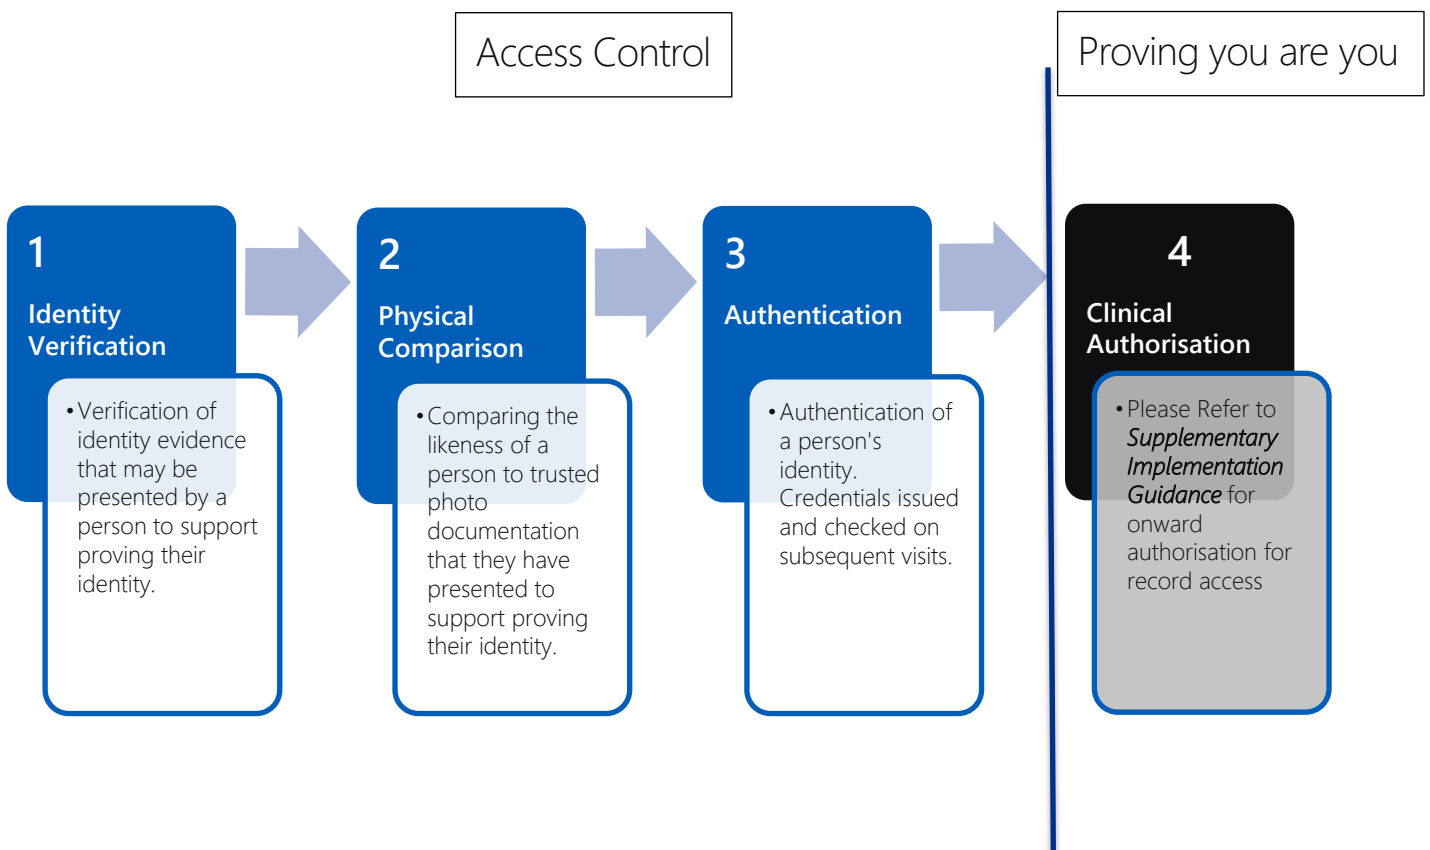 Access Control
Proving you are you
1
Identity
Verification
• Verification of
identity evidence
that may be
presented by a
person to support
proving their
identity.
2
Physical
Comparison
• Comparing the
likeness of a
person to trusted
photo
documentation
that they have
presented to
support proving
their identity.
3
Authentication
• Authentication of
a person's
identity.
Credentials issued
and checked on
subsequent visits.
4
Clinical
Authorisation
• Please Refer to
Supplementary
Implementation
Guidance for
onward
authorisation for
record access